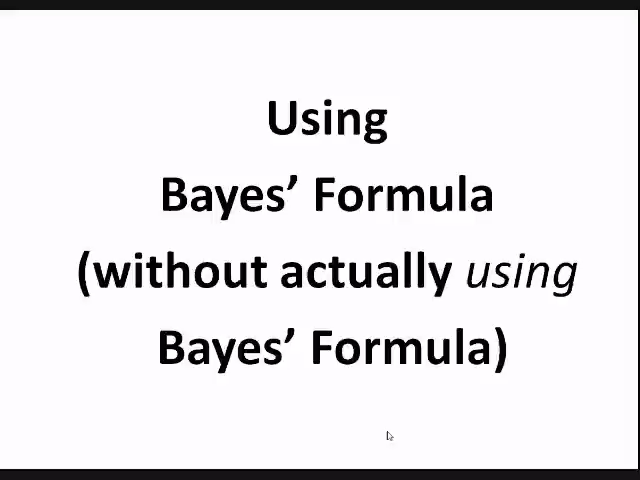 Using
Bayes’ Formula
(without actually using
Bayes’ Formula)